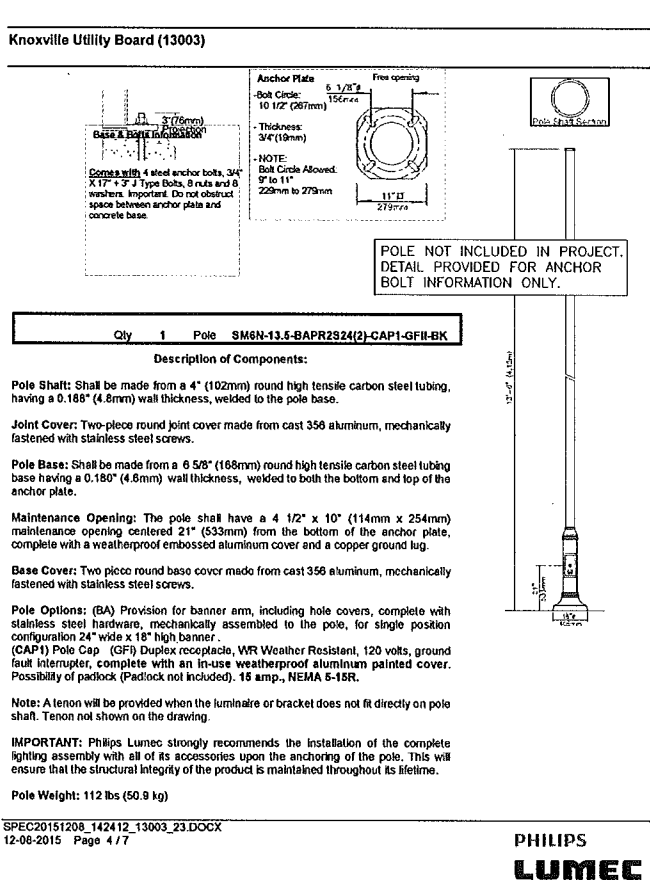 Knoxville Utility Board (13003)
3"(76mm)
Projection
Base & Bolts Information
Comes with 4 steel anchor bolts, 3/4"
X 17" + 3" J Type Bolts, 8 nuts and 8
washers. Important. Do not obstruct
space between anchor plate and
concrete base.
Anchor Plate
-Bolt Circle:
10 1/2" (267mm)
- Thickness:
3/4"(19mm)
- NOTE:
Bolt Circle Allowed:
9" to 11"
229mm to 279mm
Free opening
6 1/8"ø
156mm
11"
279mm
Pole Shaft Section
POLE NOT INCLUDED IN PROJECT.
DETAIL PROVIDED FOR ANCHOR
BOLT INFORMATION ONLY.
13'-6" (4,12m)
21"
533mm
Qty 1 Pole SM6N-13.5-BAPR2S24(2)-CAP1-GFII-BK
Description of Components:
Pole Shaft: Shall be made from a 4" (102mm) round high tensile carbon steel tubing,
having a 0.188" (4.8mm) wall thickness, welded to the pole base.
Joint Cover: Two-piece round joint cover made from cast 356 aluminum, mechanically
fastened with stainless steel screws.
Pole Base: Shall be made from a 6 5/8" (168mm) round high tensile carbon steel tubing
base having a 0.180" (4.6mm) wall thickness, welded to both the bottom and top of the
anchor plate.
Maintenance Opening: The pole shall have a 4 1/2" x 10" (114mm x 254mm)
maintenance opening centered 21" (533mm) from the bottom of the anchor plate,
complete with a weatherproof embossed aluminum cover and a copper ground lug.
Base Cover: Two piece round base cover made from cast 356 aluminum, mechanically
fastened with stainless steel screws.
Pole Options: (BA) Provision for banner arm, including hole covers, complete with
stainless steel hardware, mechanically assembled to the pole, for single position
configuration 24" wide x 18" high banner .
(CAP1) Pole Cap (GFI) Duplex receptacle, WR Weather Resistant, 120 volts, ground
fault interrupter, complete with an in-use weatherproof aluminum painted cover.
Possibility of padlock (Padlock not included). 15 amp., NEMA 5-15R.
Note: A tenon will be provided when the luminaire or bracket does not fit directly on pole
shaft. Tenon not shown on the drawing.
IMPORTANT: Philips Lumec strongly recommends the installation of the complete
lighting assembly with all of its accessories upon the anchoring of the pole. This will
ensure that the structural integrity of the product is maintained throughout its lifetime.
Pole Weight: 112 lbs (50.9 kg)
SPEC20151208_142412_13003_23.DOCX
12-08-2015 Page 4 / 7
PHILIPS
LUMEC